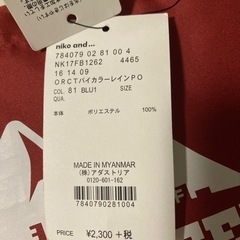 niko and...
784079 02 81 00 4
NK17FB1262 4465
16 14 09
ORCTバイカラーレインPO
COL. 81 BLU1 SIZE
QUA.
本体 ポリエステル 100%
MADE IN MYANMAR
(株)アダストリア
0120-601-162
PRICE ¥2,300 +税
7840790281004